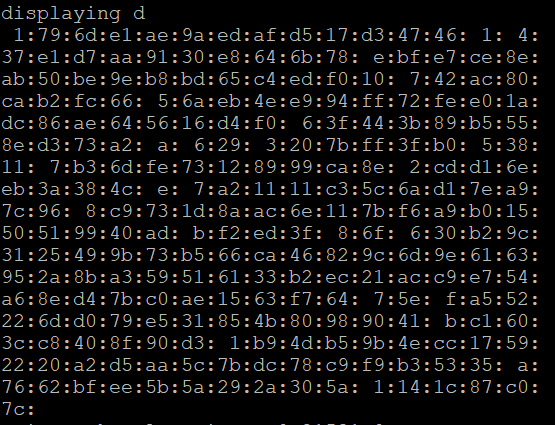 displaying d
 1:79:6d:e1:ae:9a:ed:af:d5:17:d3:47:46: 1: 4:
37:e1:d7:aa:91:30:e8:64:6b:78: e:bf:e7:ce:8e:
ab:50:be:9e:b8:bd:65:c4:ed:f0:10: 7:42:ac:80:
ca:b2:fc:66: 5:6a:eb:4e:e9:94:ff:72:fe:e0:1a:
dc:86:ae:64:56:16:d4:f0: 6:3f:44:3b:89:b5:55:
8e:d3:73:a2: a: 6:29: 3:20:7b:ff:3f:b0: 5:38:
11: 7:b3:6d:fe:73:12:89:99:ca:8e: 2:cd:d1:6e:
eb:3a:38:4c: e: 7:a2:11:11:c3:5c:6a:d1:7e:a9:
7c:96: 8:c9:73:1d:8a:ac:6e:11:7b:f6:a9:b0:15:
50:51:99:40:ad: b:f2:ed:3f: 8:6f: 6:30:b2:9c:
31:25:49:9b:73:b5:66:ca:46:82:9c:6d:9e:61:63:
95:2a:8b:a3:59:51:61:33:b2:ec:21:ac:c9:e7:54:
a6:8e:d4:7b:c0:ae:15:63:f7:64: 7:5e: f:a5:52:
22:6d:d0:79:e5:31:85:4b:80:98:90:41: b:c1:60:
3c:c8:40:8f:90:d3: 1:b9:4d:b5:9b:4e:cc:17:59:
22:20:a2:d5:aa:5c:7b:dc:78:c9:f9:b3:53:35: a:
76:62:bf:ee:5b:5a:29:2a:30:5a: 1:14:1c:87:c0:
7c: